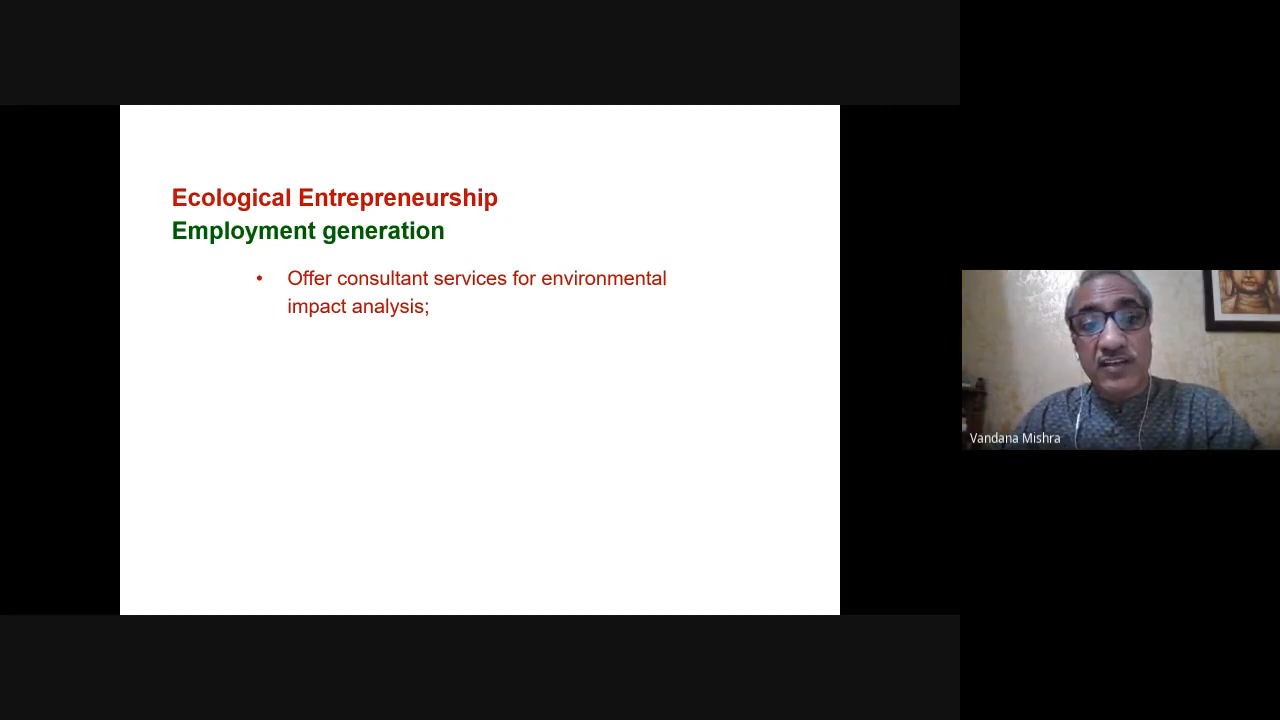 Ecological Entrepreneurship
Employment generation
• Offer consultant services for environmental
impact analysis;
Vandana Mishra